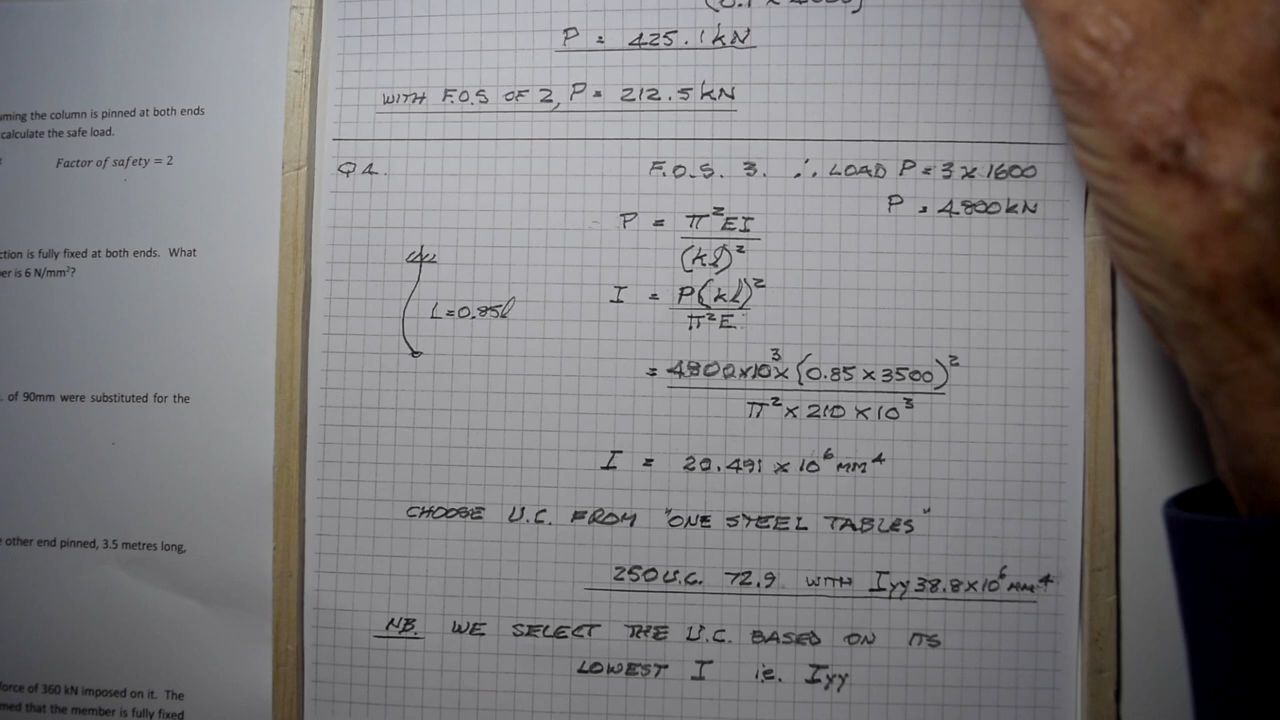 uming the column is pinned at both ends
calculate the safe load.
Factor of safety = 2
ction is fully fixed at both ends. What
er is 6 N/mm²?
. of 90mm were substituted for the
other end pinned, 3.5 metres long,
force of 360 kN imposed on it. The
med that the member is fully fixed
P = 425.1kN
WITH F.O.S OF 2, P = 212.5kN
Q4.
F.O.S. 3. ∴ LOAD P = 3 x 1600
P = 4800kN
P = π²EI / (kl)²
L=0.85l
I = P(kl)² / π²E
= 4800x10³x (0.85 x 3500)² / π² x 210 x 10³
I = 20.491 x 10⁶ mm⁴
CHOOSE U.C. FROM "ONE STEEL TABLES"
250U.C. 72.9 WITH Iyy 38.8x10⁶mm⁴
NB. WE SELECT THE U.C. BASED ON ITS
LOWEST I ie. Iyy